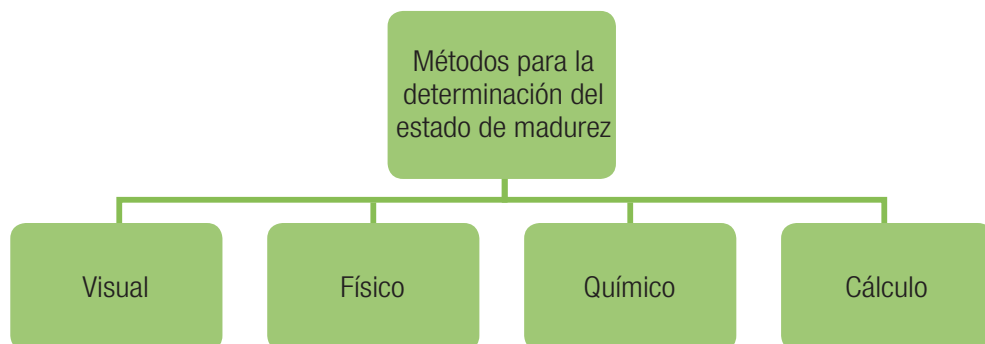 Métodos para la
determinación del
estado de madurez
Visual
Físico
Químico
Cálculo